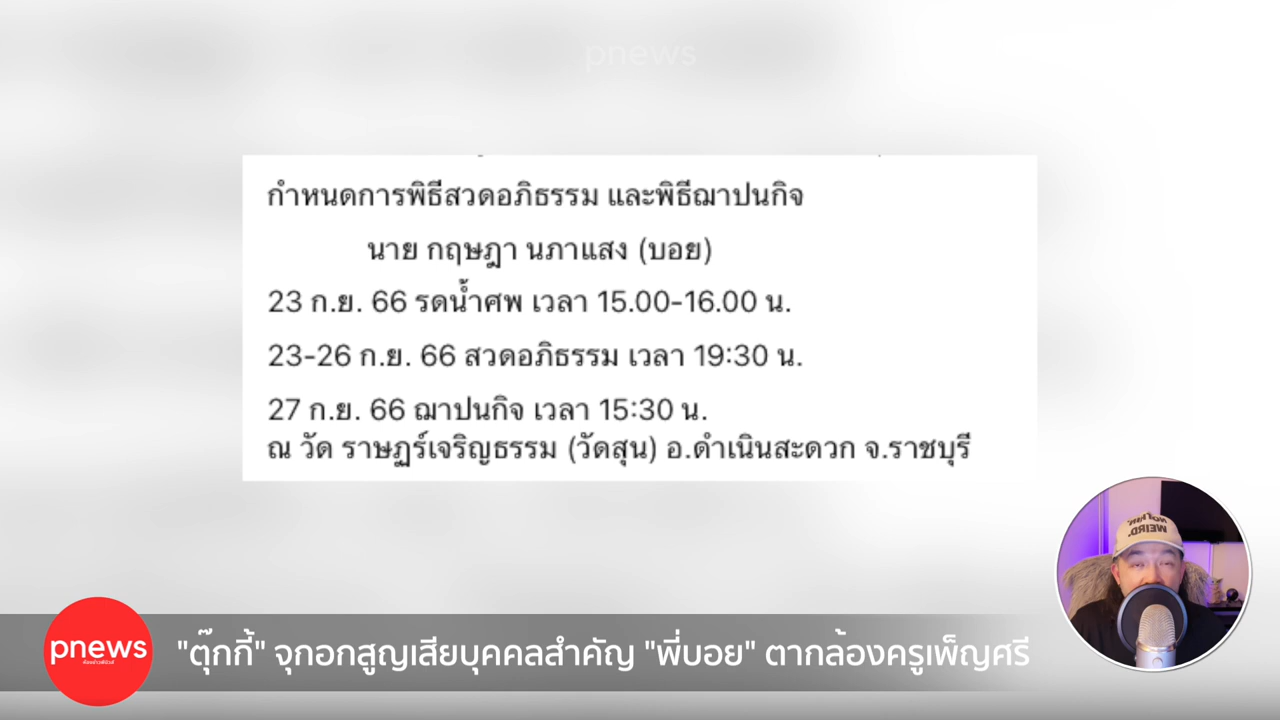 pnews
กำหนดการพิธีสวดอภิธรรม และพิธีฌาปนกิจ
นาย กฤษฎา นภาแสง (บอย)
23 ก.ย. 66 รดน้ำศพ เวลา 15.00-16.00 น.
23-26 ก.ย. 66 สวดอภิธรรม เวลา 19:30 น.
27 ก.ย. 66 ฌาปนกิจ เวลา 15:30 น.
ณ วัด ราษฏร์เจริญธรรม (วัดสุน) อ.ดำเนินสะดวก จ.ราชบุรี
WEIRD.
pnews
"ตุ๊กกี้" จุกอกสูญเสียบุคคลสำคัญ "พี่บอย" ตากล้องครูเพ็ญศรี